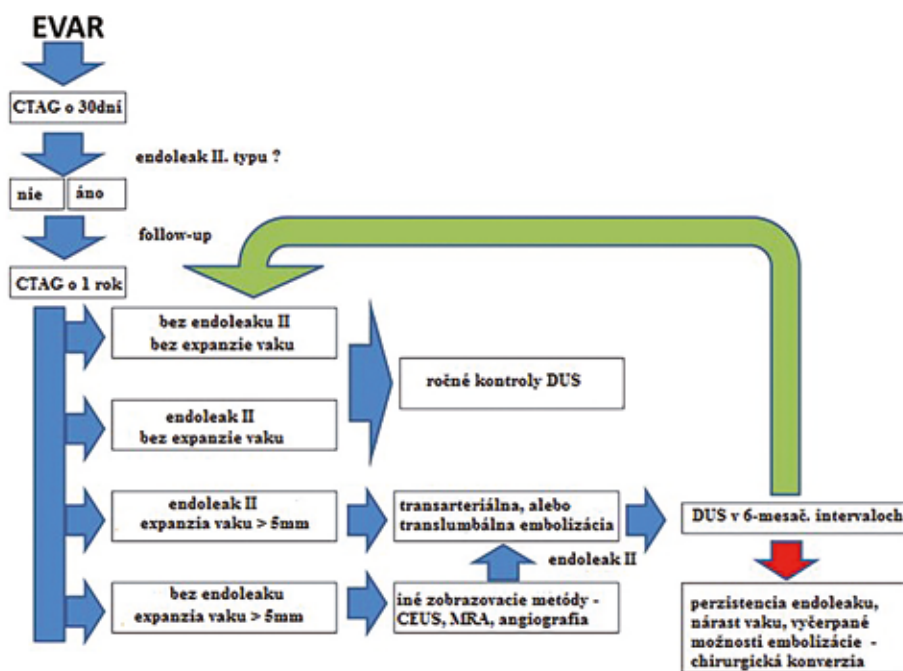 EVAR
CTAG o 30dní
endoleak II. typu ?
nie áno
follow-up
CTAG o 1 rok
bez endoleaku II
bez expanzie vaku
ročné kontroly DUS
endoleak II
bez expanzie vaku
endoleak II
expanzia vaku > 5mm
transarteriálna, alebo
translumbálna embolizácia
DUS v 6-mesač. intervaloch
endoleak II
bez endoleaku
expanzia vaku > 5mm
iné zobrazovacie metódy -
CEUS, MRA, angiografia
perzistencia endoleaku,
nárast vaku, vyčerpané
možnosti embolizácie -
chirurgická konverzia